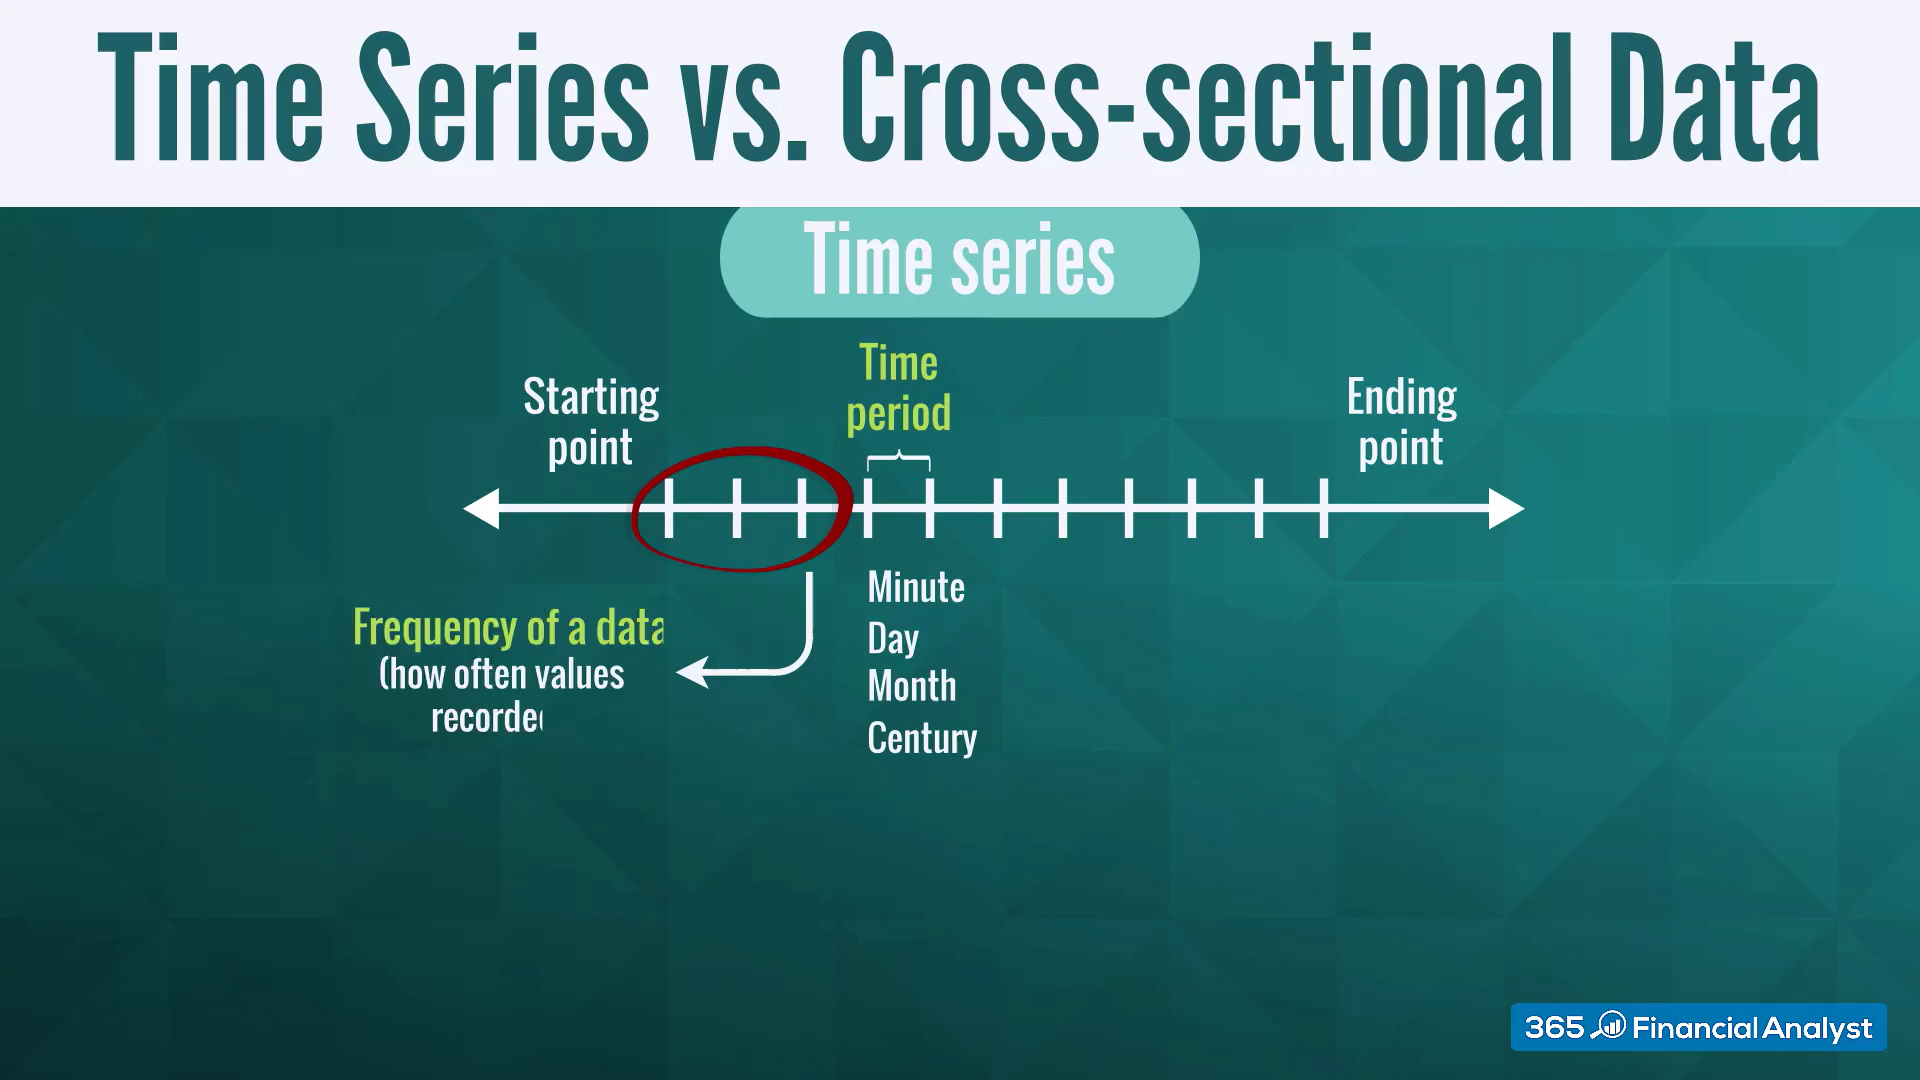 Time Series vs. Cross-sectional Data
Time series
Starting
point
Time
period
Ending
point
Frequency of a data
(how often values
recorde
Minute
Day
Month
Century
365 Financial Analyst